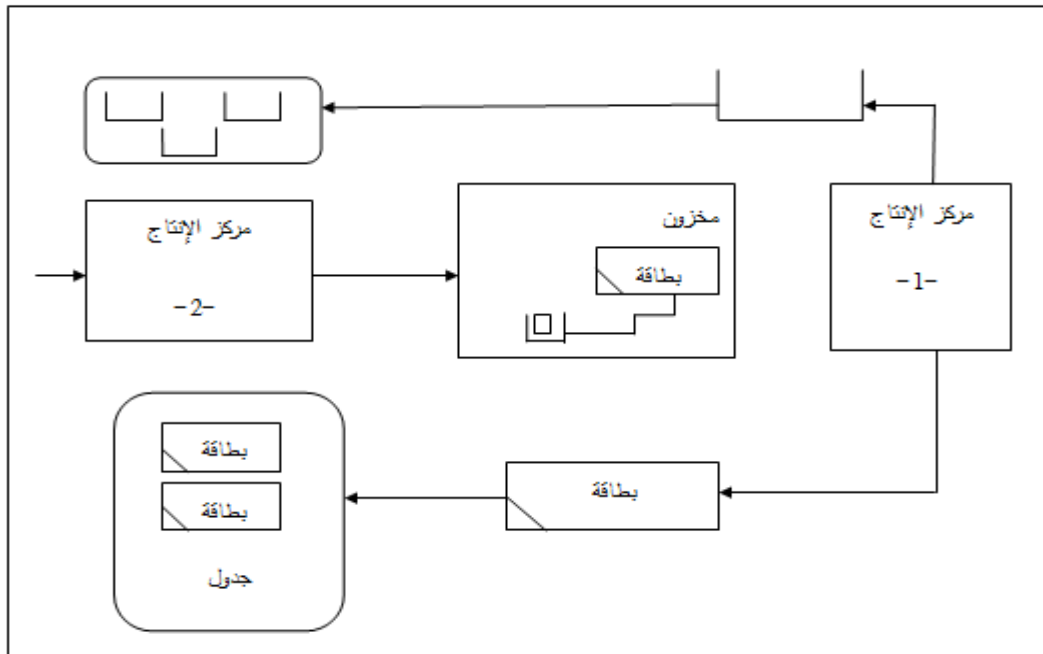 مركز الإنتاج
-1-
مخزون
بطاقة
مركز الإنتاج
-2-
بطاقة
بطاقة
بطاقة
جدول